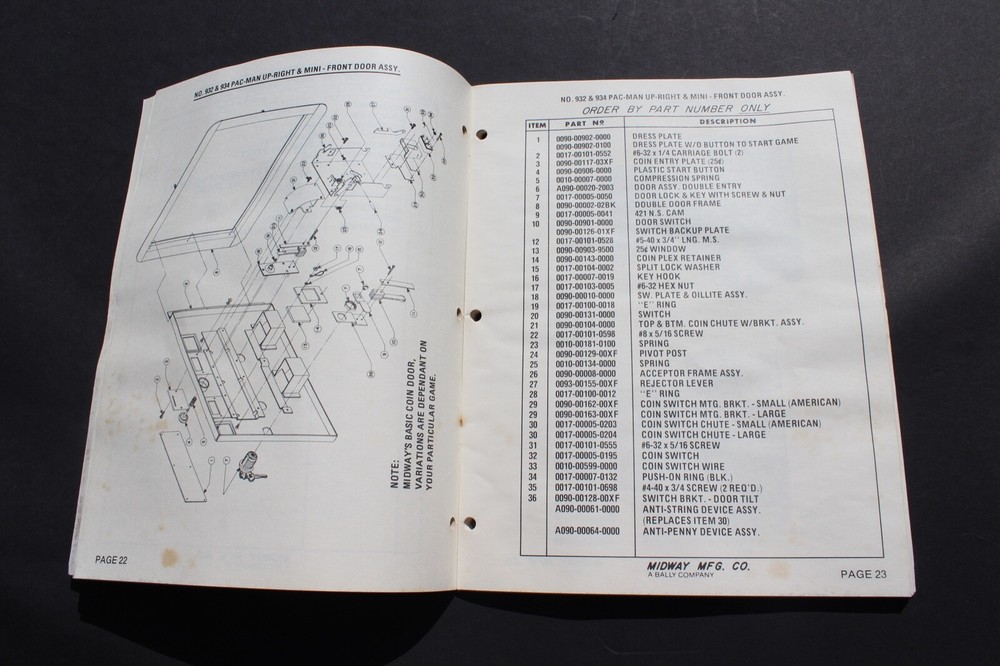 NO. 932 & 934 PAC-MAN UP-RIGHT & MINI - FRONT DOOR ASSY.
NOTE:
MIDWAY'S BASIC COIN DOOR,
VARIATIONS ARE DEPENDANT ON
YOUR PARTICULAR GAME.
PAGE 22
NO. 932 & 934 PAC-MAN UP-RIGHT & MINI - FRONT DOOR ASSY.
ORDER BY PART NUMBER ONLY
ITEM PART Nº DESCRIPTION
1 0090-00902-0000 DRESS PLATE
0090-00902-0100 DRESS PLATE W/O BUTTON TO START GAME
2 0017-00101-0552 #6-32 x 1/4 CARRIAGE BOLT (2)
3 0090-00117-03XF COIN ENTRY PLATE (25¢)
4 0090-00906-0000 PLASTIC START BUTTON
5 0010-00007-0000 COMPRESSION SPRING
6 A090-00020-2003 DOOR ASSY. DOUBLE ENTRY
7 0017-00005-0050 DOOR LOCK & KEY WITH SCREW & NUT
8 0090-00002-02BK DOUBLE DOOR FRAME
9 0017-00005-0041 421 N.S. CAM
10 0090-00901-0000 DOOR SWITCH
0090-00126-01XF SWITCH BACKUP PLATE
12 0017-00101-0528 #5-40 x 3/4" LNG. M.S.
13 0090-00903-9500 25¢ WINDOW
14 0090-00143-0000 COIN PLEX RETAINER
15 0017-00104-0002 SPLIT LOCK WASHER
16 0017-00007-0019 KEY HOOK
17 0017-00103-0005 #6-32 HEX NUT
18 0090-00010-0000 SW. PLATE & OILLITE ASSY.
19 0017-00100-0018 "E" RING
20 0090-00131-0000 SWITCH
21 0090-00104-0000 TOP & BTM. COIN CHUTE W/BRKT. ASSY.
22 0017-00101-0598 #8 x 5/16 SCREW
23 0010-00181-0100 SPRING
24 0090-00129-00XF PIVOT POST
25 0010-00134-0000 SPRING
26 0090-00008-0000 ACCEPTOR FRAME ASSY.
27 0093-00155-00XF REJECTOR LEVER
28 0017-00100-0012 "E" RING
29 0090-00162-00XF COIN SWITCH MTG. BRKT. - SMALL (AMERICAN)
29 0090-00163-00XF COIN SWITCH MTG. BRKT. - LARGE
30 0017-00005-0203 COIN SWITCH CHUTE - SMALL (AMERICAN)
30 0017-00005-0204 COIN SWITCH CHUTE - LARGE
31 0017-00101-0555 #6-32 x 5/16 SCREW
32 0017-00005-0195 COIN SWITCH
33 0010-00599-0000 COIN SWITCH WIRE
34 0017-00007-0132 PUSH-ON RING (BLK.)
35 0017-00101-0698 #4-40 x 3/4 SCREW (2 REQ'D.)
36 0090-00128-00XF SWITCH BRKT. - DOOR TILT
A090-00061-0000 ANTI-STRING DEVICE ASSY.
(REPLACES ITEM 30)
A090-00064-0000 ANTI-PENNY DEVICE ASSY.
MIDWAY MFG. CO.
A BALLY COMPANY
PAGE 23